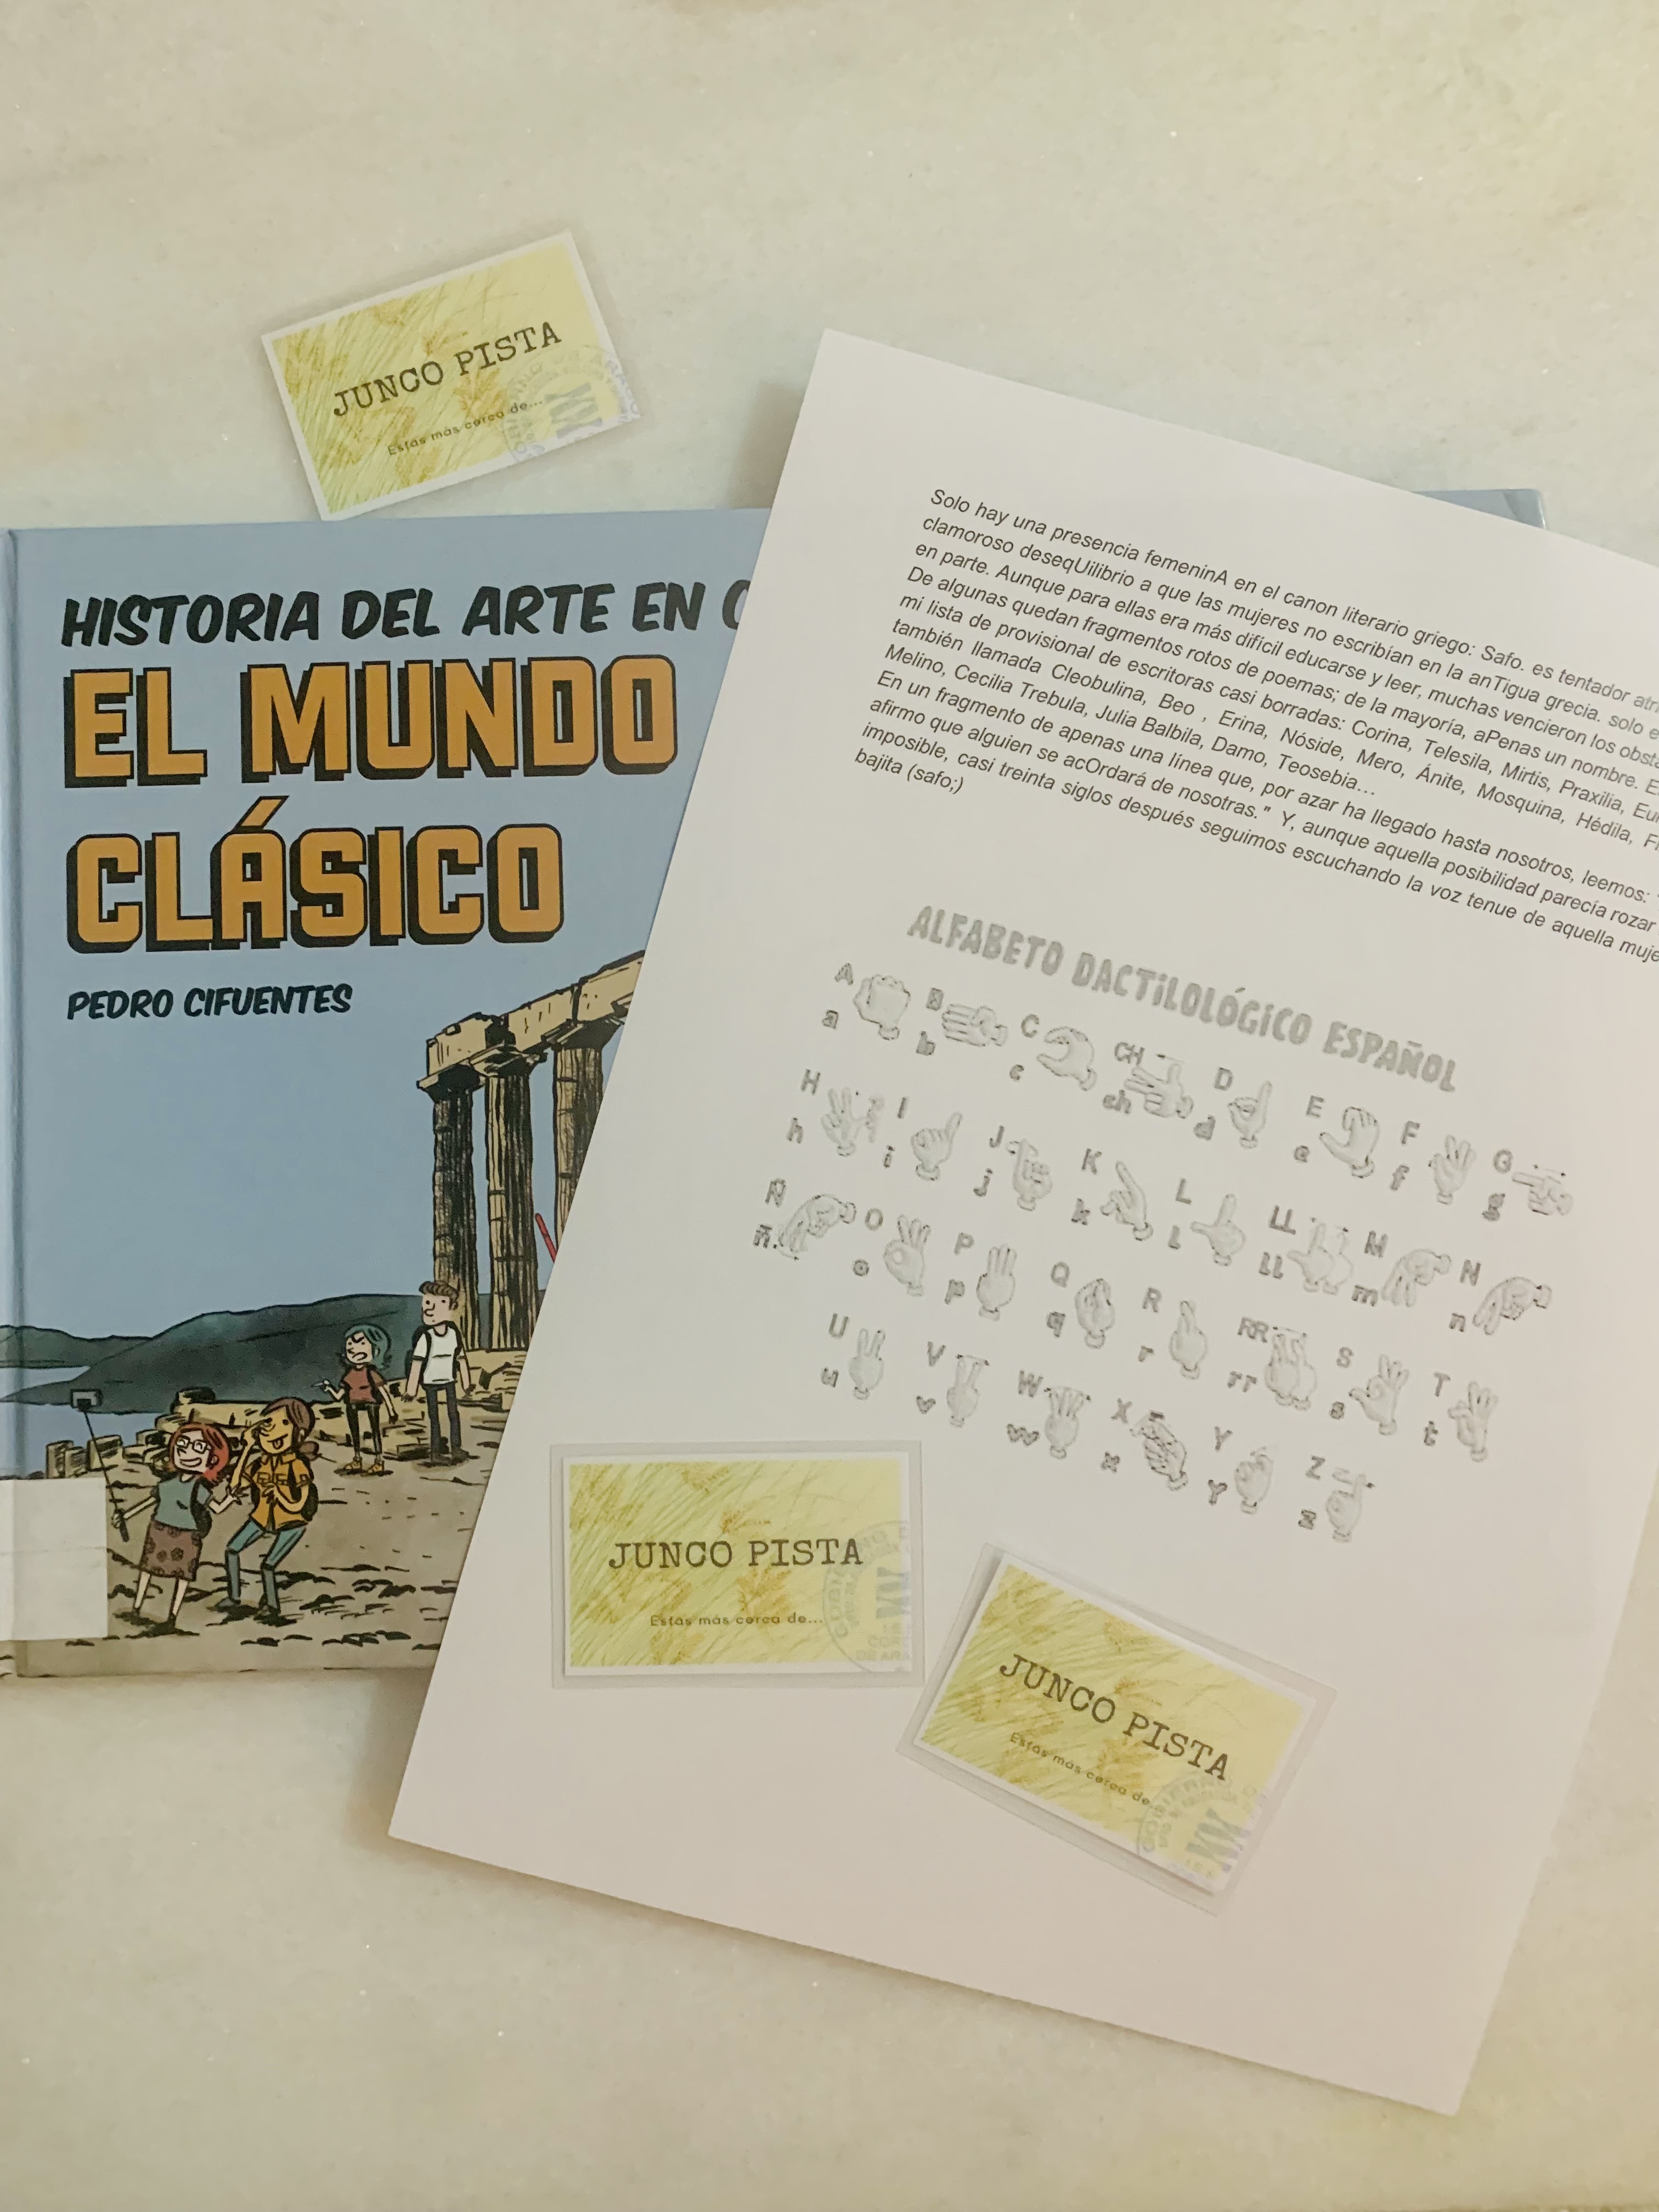 JUNCO PISTA
Estás más cerca de...
HISTORIA DEL ARTE EN
EL MUNDO
CLÁSICO
PEDRO CIFUENTES
Solo hay una presencia femeninA en el canon literario griego: Safo. es tentador
clamoroso deseqUilibrio a que las mujeres no escribían en la anTigua grecia. solo
en parte. Aunque para ellas era más difícil educarse y leer, muchas vencieron los
De algunas quedan fragmentos rotos de poemas; de la mayoría, aPenas un nombre.
mi lista de provisional de escritoras casi borradas: Corina, Telesila, Mirtis, Praxilia,
también llamada Cleobulina, Beo , Erina, Nóside, Mero, Ánite, Mosquina, Hédila,
Melino, Cecilia Trebula, Julia Balbila, Damo, Teosebia...
En un fragmento de apenas una línea que, por azar ha llegado hasta nosotros, leemos: "
afirmo que alguien se acOrdará de nosotras." Y, aunque aquella posibilidad parecía rozar
imposible, casi treinta siglos después seguimos escuchando la voz tenue de aquella
bajita (safo;)
ALFABETO DACTiLOLÓGiCO ESPAÑOL
A B C CH D E F G
a b c ch d e f g
H I J K L LL M N
h i j k l ll m n
Ñ O P Q R RR S T
ñ o p q r rr s t
U V W X Y Z
u v w x y z
JUNCO PISTA
Estás más cerca de...
JUNCO PISTA
Estás más cerca de...